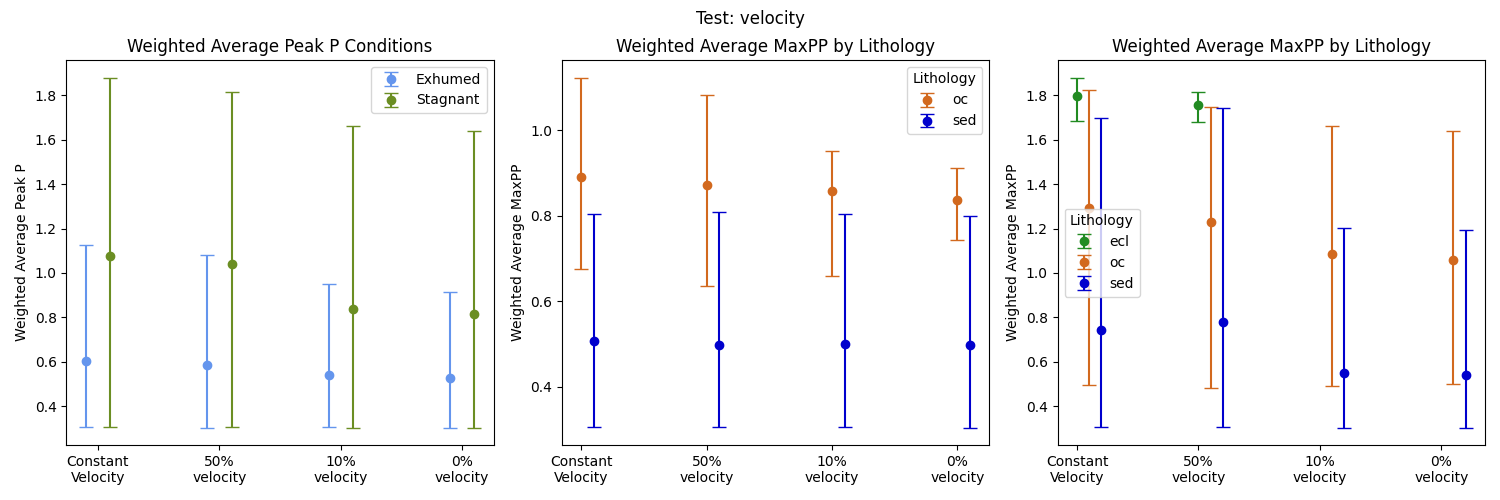 Test: velocity
Weighted Average Peak P Conditions
Weighted Average Peak P
1.8
1.6
1.4
1.2
1.0
0.8
0.6
0.4
Exhumed
Stagnant
Constant
Velocity
50%
velocity
10%
velocity
0%
velocity
Weighted Average MaxPP by Lithology
Weighted Average MaxPP
1.0
0.8
0.6
0.4
Lithology
oc
sed
Constant
Velocity
50%
velocity
10%
velocity
0%
velocity
Weighted Average MaxPP by Lithology
Weighted Average MaxPP
1.8
1.6
1.4
1.2
1.0
0.8
0.6
0.4
Lithology
ecl
oc
sed
Constant
Velocity
50%
velocity
10%
velocity
0%
velocity